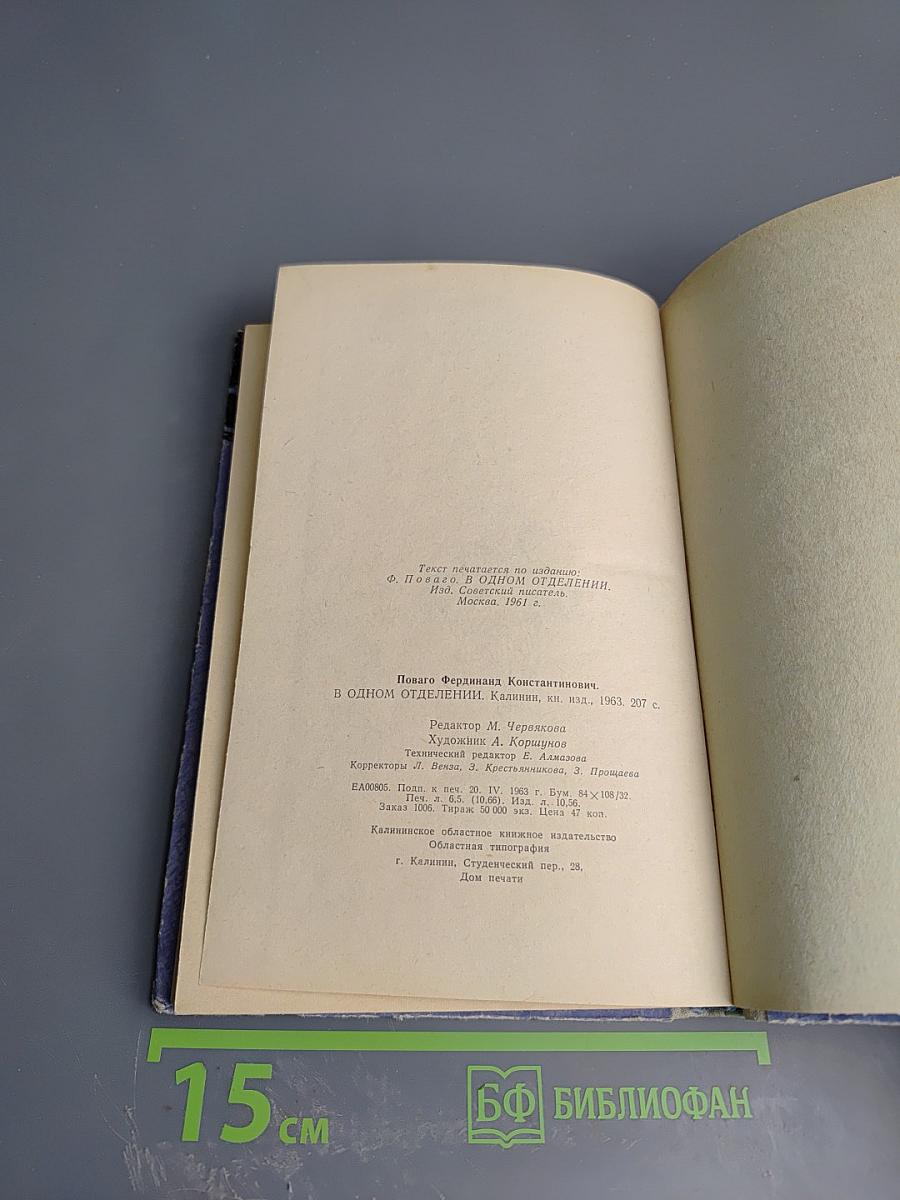 Текст печатается по изданию:
Ф. Поваго. В ОДНОМ ОТДЕЛЕНИИ.
Изд. Советский писатель.
Москва. 1961 г.
Поваго Фердинанд Константинович.
В ОДНОМ ОТДЕЛЕНИИ. Калинин, кн. изд., 1963. 207 с.
Редактор М. Червякова
Художник А. Коршунов
Технический редактор Е. Алмазова
Корректоры Л. Венза, Э. Крестьянникова, З. Прощаева
ЕА00805. Подп. к печ. 20. IV. 1963 г. Бум. 84×108/32.
Печ. л. 6,5. (10,66). Изд. л. 10,56.
Заказ 1006. Тираж 50 000 экз. Цена 47 коп.
Калининское областное книжное издательство
Областная типография
г. Калинин, Студенческий пер., 28,
Дом печати
15 см
БФ БИБЛИОФАН